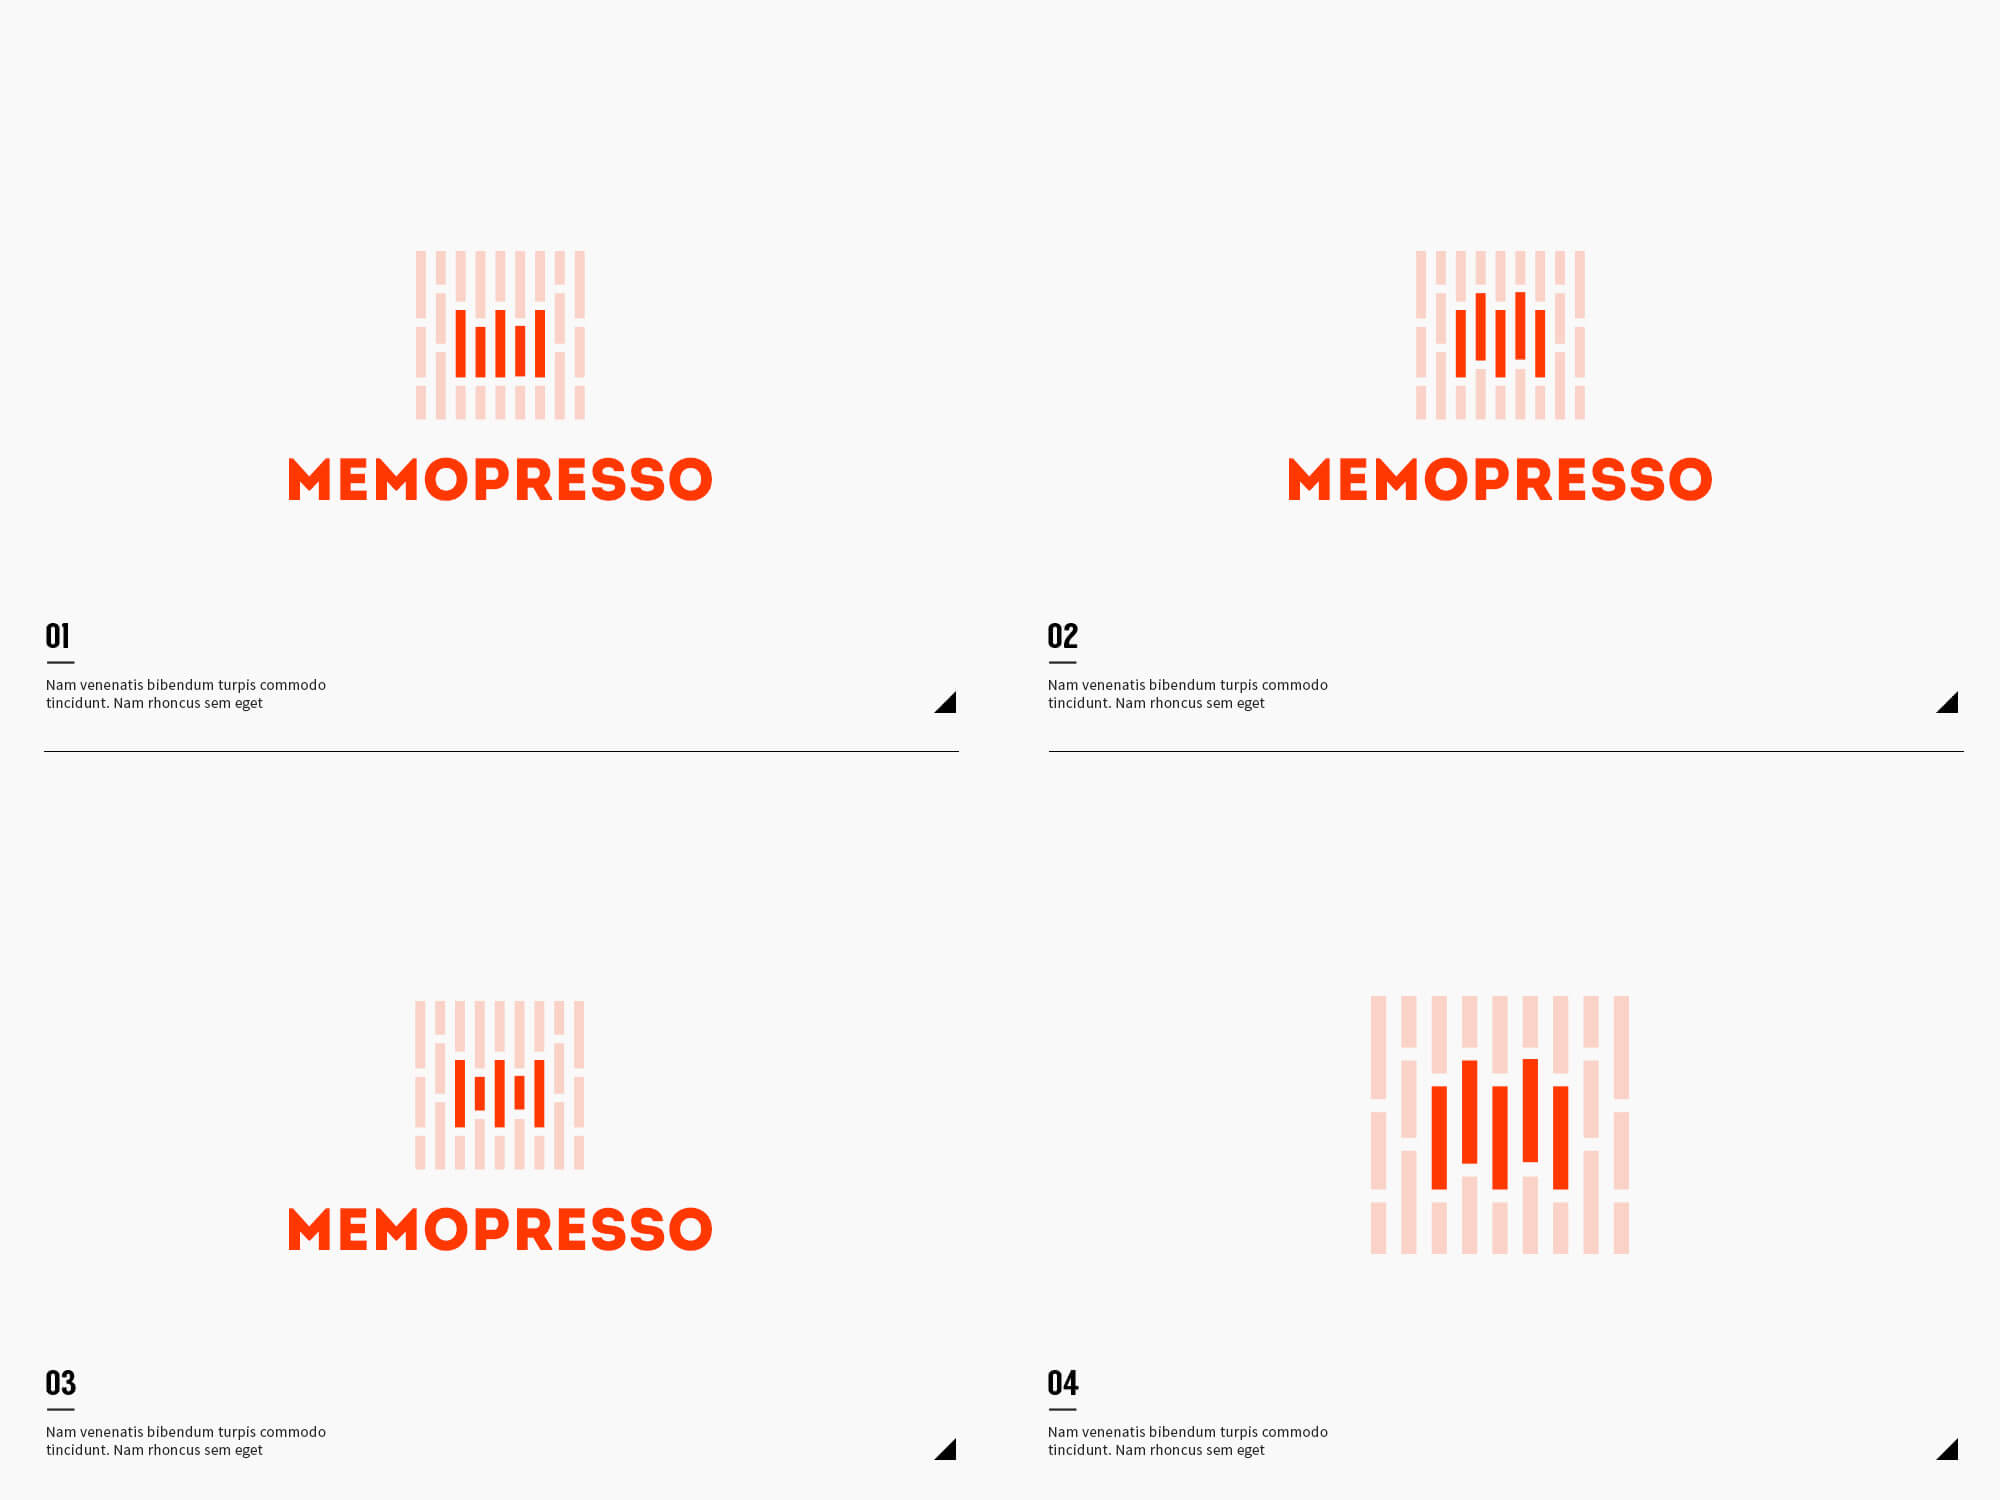 MEMOPRESSO
01
Nam venenatis bibendum turpis commodo
tincidunt. Nam rhoncus sem eget
MEMOPRESSO
02
Nam venenatis bibendum turpis commodo
tincidunt. Nam rhoncus sem eget
MEMOPRESSO
03
Nam venenatis bibendum turpis commodo
tincidunt. Nam rhoncus sem eget
04
Nam venenatis bibendum turpis commodo
tincidunt. Nam rhoncus sem eget